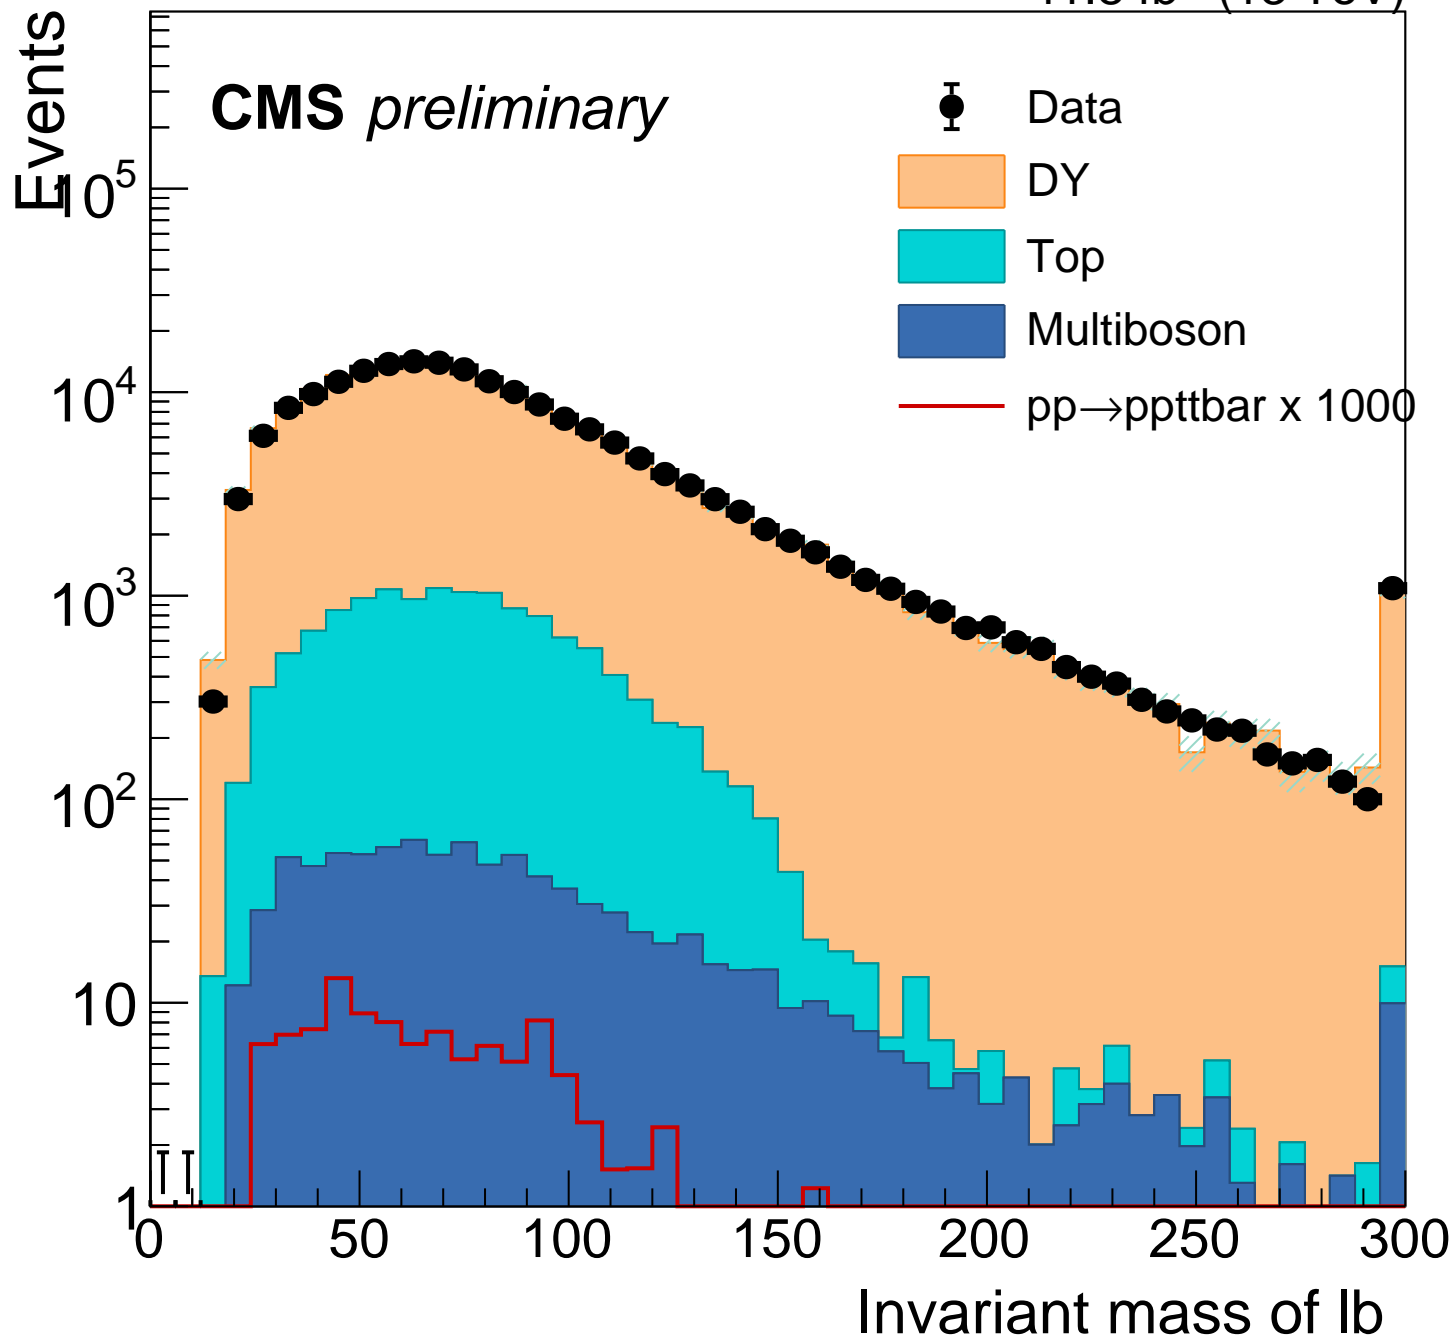 Events
CMS preliminary
Data
DY
Top
Multiboson
pp→ppttbar x 1000
10^5
10^4
10^3
10^2
10
1
0 50 100 150 200 250 300
Invariant mass of lb